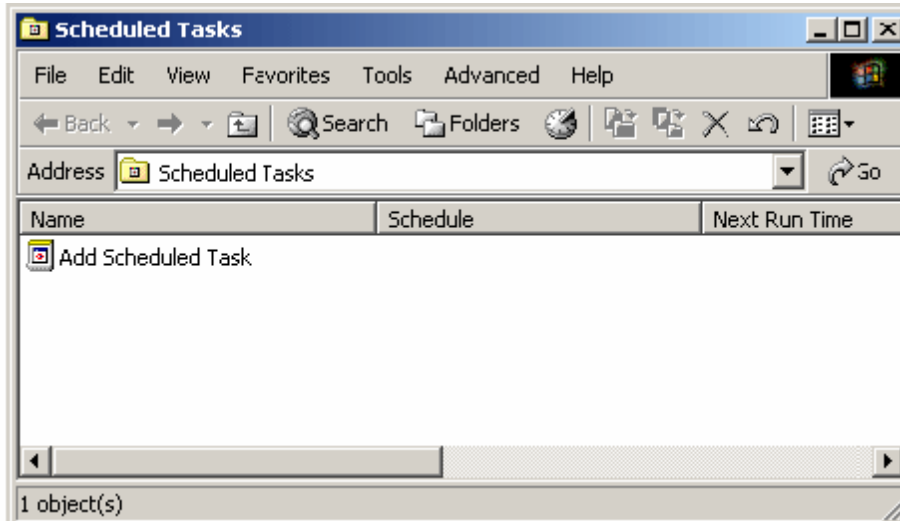 Scheduled Tasks
File Edit View Favorites Tools Advanced Help
Back Search Folders
Address Scheduled Tasks Go
Name Schedule Next Run Time
Add Scheduled Task
1 object(s)